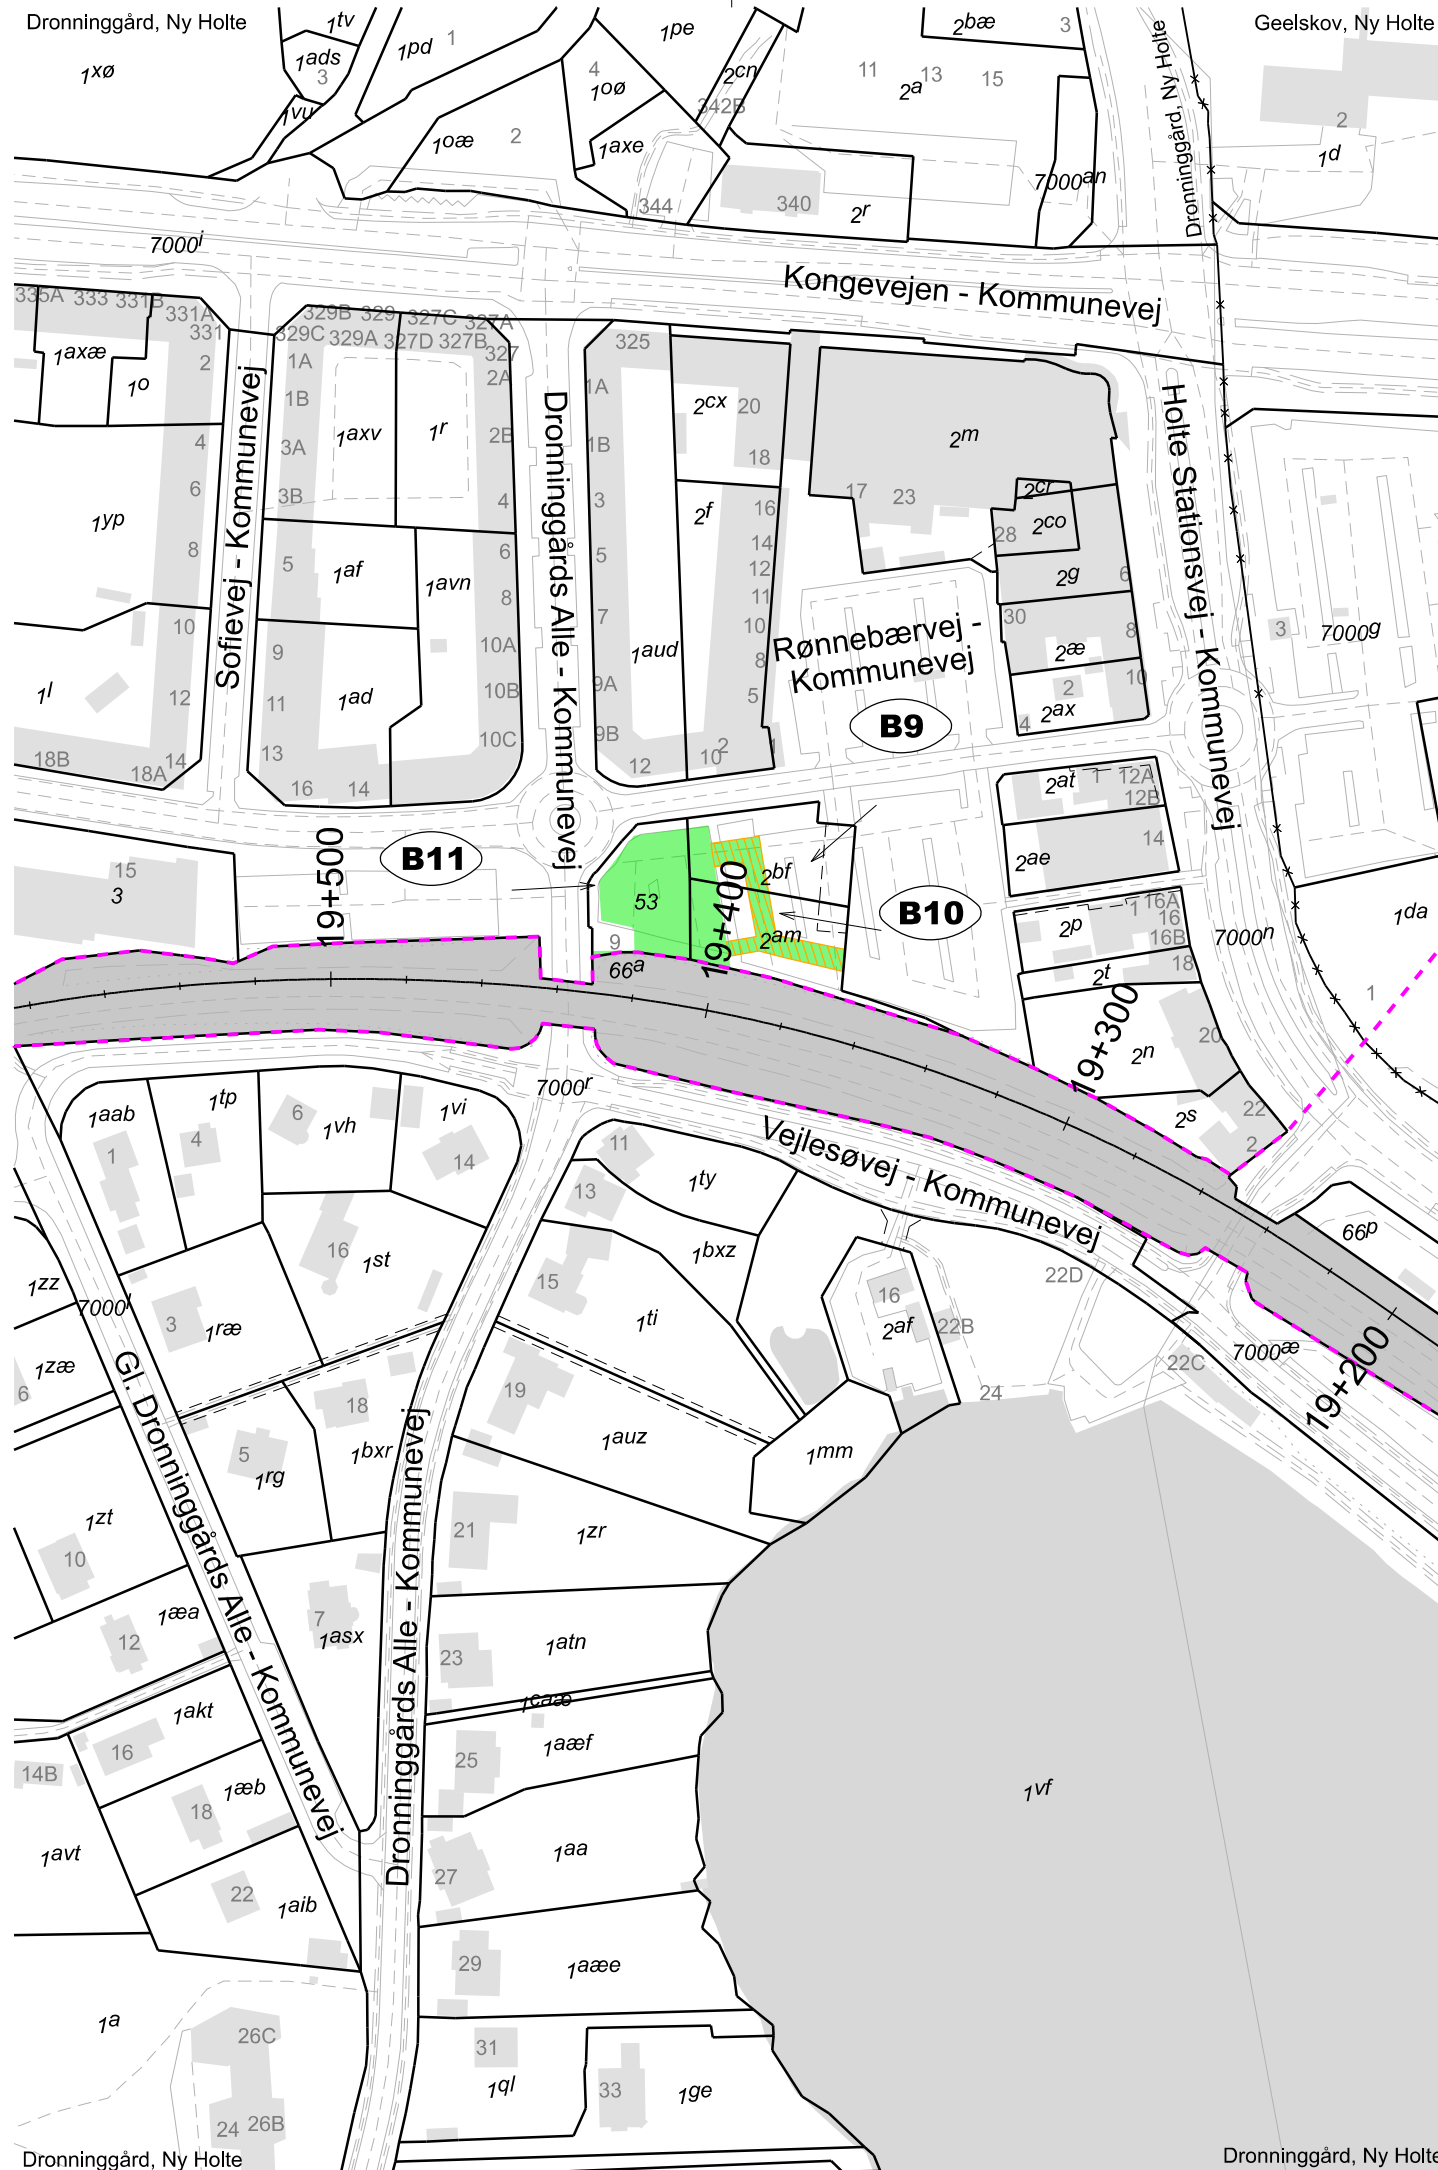 Dronninggård, Ny Holte
Geelskov, Ny Holte
1tv
1ads
3
1xø
1pd
1
1pe
2bæ
3
4
1oø
2cn
342B
11
13
15
2a
Dronninggård, Ny Holte
2
1d
1vu
1oæ
2
1axe
7000an
344
340
2r
7000i
Kongevejen - Kommunevej
335A
333
331B
331A
331
329B
329
327C
327A
329C
329A
327D
327B
327
325
1axæ
1o
2
1A
2A
1A
2cx
20
1B
1axv
1r
2B
1B
2m
4
3A
18
6
3B
4
3
2f
16
17
23
2cr
2co
28
1yp
8
5
1af
1avn
6
5
14
12
2g
6
8
11
10
Sofievej - Kommunevej
Dronninggårds Alle - Kommunevej
Holte Stationsvej - Kommunevej
7
10
30
8
3
7000g
9
10A
1aud
8
Rønnebærvej -
Kommunevej
2æ
1l
12
11
1ad
10B
9A
5
2
10
2ax
4
B9
18B
18A
14
13
10C
9B
12
10
2
16
14
2at
1
12A
12B
19+500
B11
15
3
14
2ae
2bf
53
19+400
B10
1
16A
16
16B
2p
7000n
1da
9
2am
66a
2t
18
1
19+300
20
2n
7000r
1aab
1tp
6
1vh
1vi
2s
22
2
1
4
14
11
Vejlesøvej - Kommunevej
13
1ty
16
1st
1bxz
66p
1zz
15
22D
7000l
16
3
1ræ
1ti
2af
22B
7000æ
1zæ
6
22C
19+200
Gl. Dronninggårds Alle - Kommunevej
18
19
24
5
1rg
1bxr
1auz
1mm
Dronninggårds Alle - Kommunevej
1zt
10
21
1zr
1æa
12
7
1asx
23
1atn
1caæ
1akt
16
25
1aæf
14B
1æb
18
1vf
1avt
27
1aa
22
1aib
29
1aæe
1a
26C
31
1ql
33
1ge
24
26B
Dronninggård, Ny Holte
Dronninggård, Ny Holte